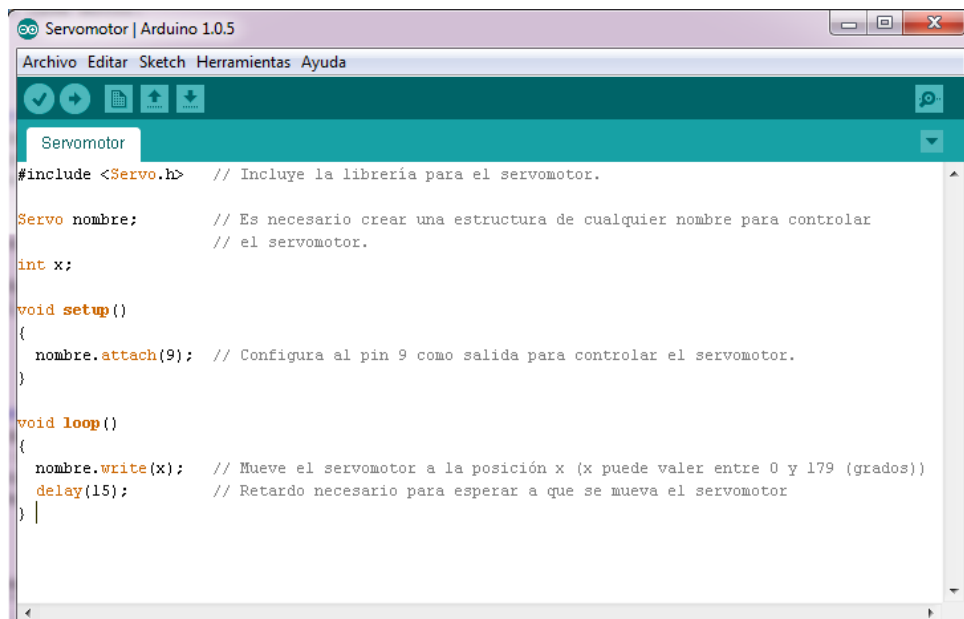 Servomotor | Arduino 1.0.5
Archivo Editar Sketch Herramientas Ayuda
Servomotor
#include <Servo.h>   // Incluye la librería para el servomotor.
Servo nombre;        // Es necesario crear una estructura de cualquier nombre para controlar
                     // el servomotor.
int x;
void setup()
{
  nombre.attach(9);  // Configura al pin 9 como salida para controlar el servomotor.
}
void loop()
{
  nombre.write(x);   // Mueve el servomotor a la posición x (x puede valer entre 0 y 179 (grados))
  delay(15);         // Retardo necesario para esperar a que se mueva el servomotor
}